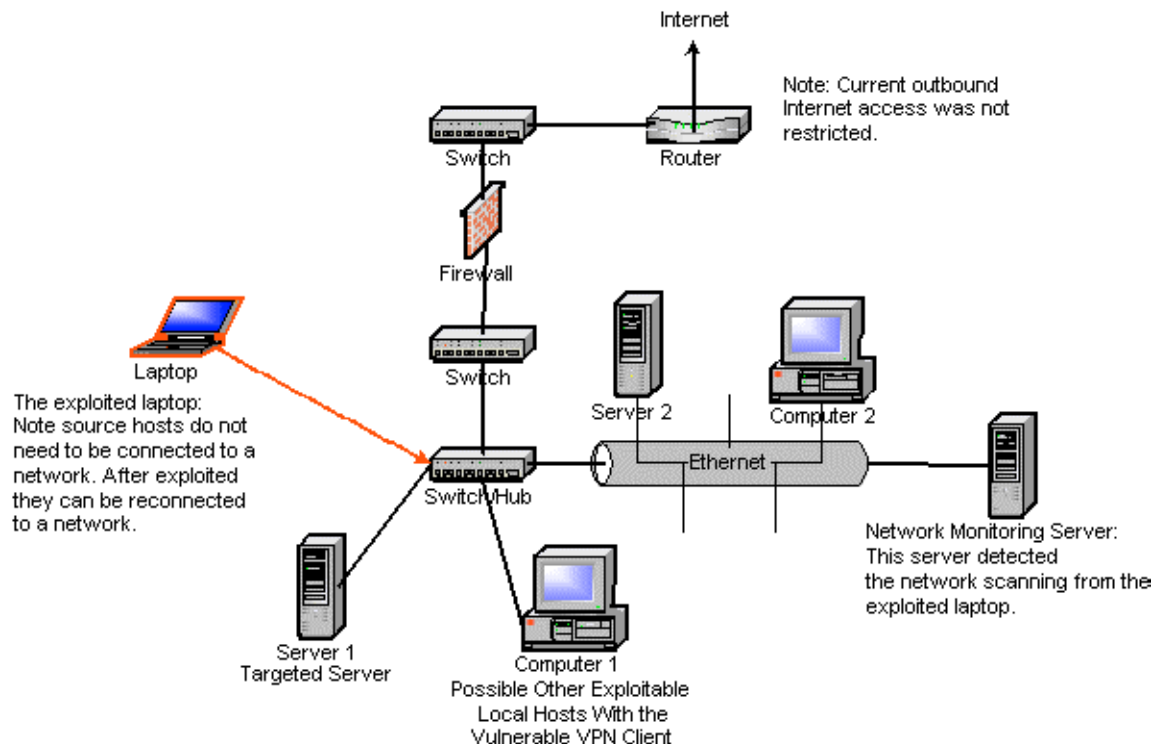 Internet
Note: Current outbound
Internet access was not
restricted.
Switch
Router
Firewall
Switch
Laptop
The exploited laptop:
Note source hosts do not
need to be connected to a
network. After exploited
they can be reconnected
to a network.
Server 2
Computer 2
Ethernet
Switch/Hub
Network Monitoring Server:
This server detected
the network scanning from the
exploited laptop.
Server 1
Targeted Server
Computer 1
Possible Other Exploitable
Local Hosts With the
Vulnerable VPN Client